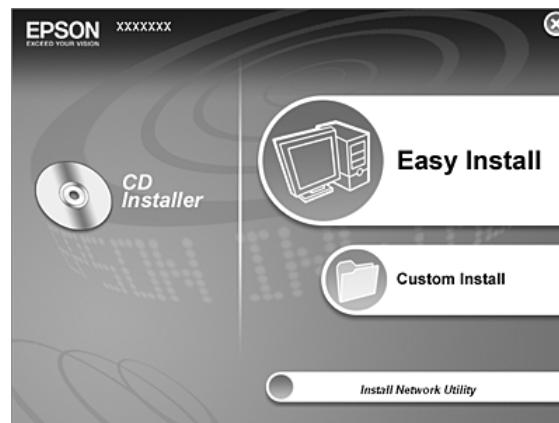 EPSON
EXCEED YOUR VISION
XXXXXXX
CD
Installer
Easy Install
Custom Install
Install Network Utility